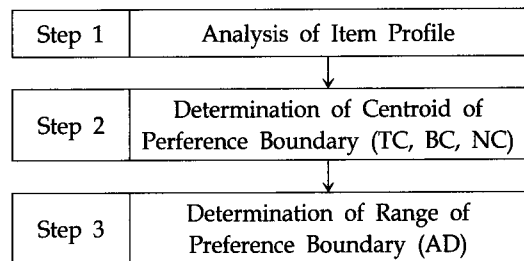 Step 1
Analysis of Item Profile
Step 2
Determination of Centroid of
Perference Boundary (TC, BC, NC)
Step 3
Determination of Range of
Preference Boundary (AD)